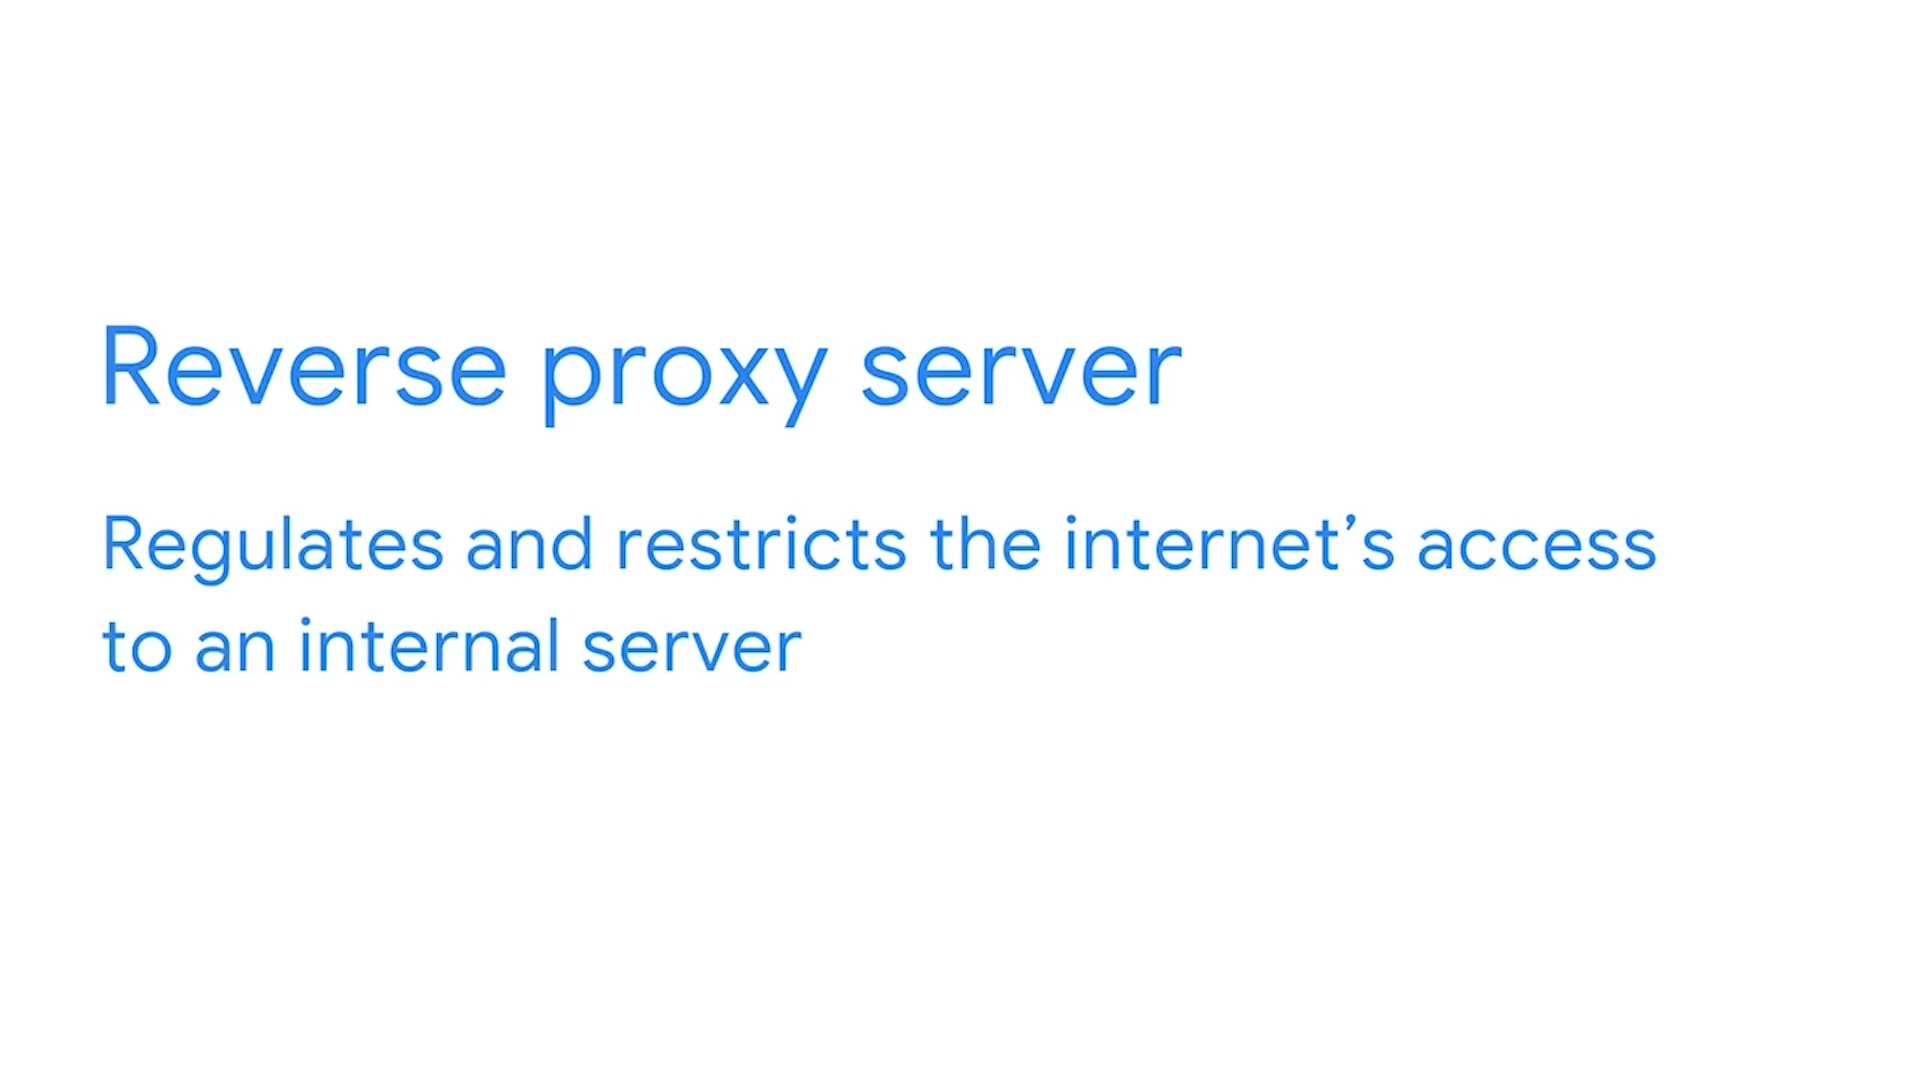 Reverse proxy server
Regulates and restricts the internet’s access
to an internal server